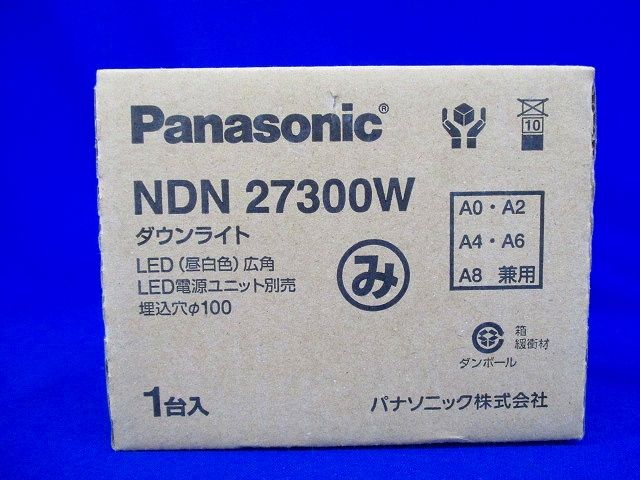 Panasonic®
10
NDN 27300W
ダウンライト
LED（昼白色）広角
LED電源ユニット別売
埋込穴φ100
み
A0・A2
A4・A6
A8 兼用
箱
緩衝材
ダンボール
1台入
パナソニック株式会社